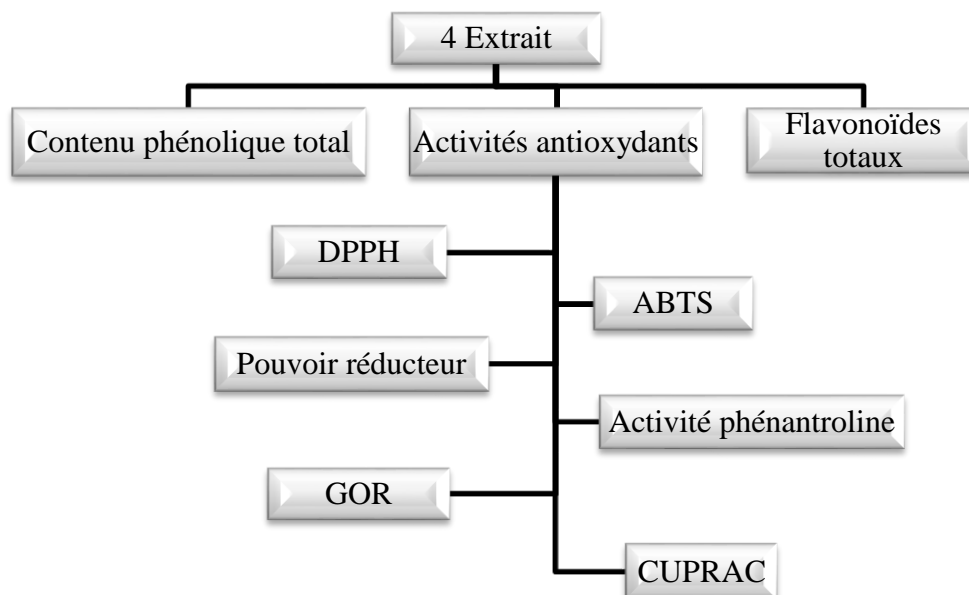 4 Extrait
Contenu phénolique total
Activités antioxydants
Flavonoïdes
totaux
DPPH
ABTS
Pouvoir réducteur
Activité phénantroline
GOR
CUPRAC